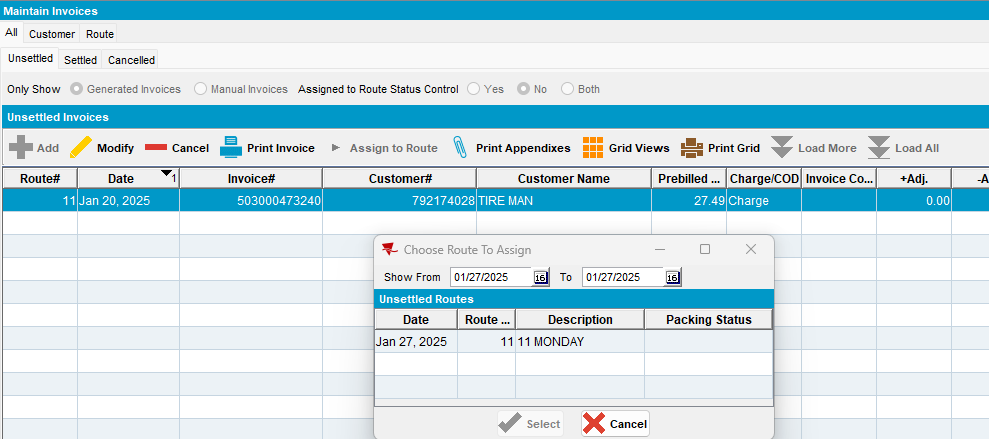 Maintain Invoices
All Customer Route
Unsettled Settled Cancelled
Only Show Generated Invoices Manual Invoices Assigned to Route Status Control Yes No Both
Unsettled Invoices
Add Modify Cancel Print Invoice Assign to Route Print Appendixes Grid Views Print Grid Load More Load All
Route# Date 1 Invoice# Customer# Customer Name Prebilled ... Charge/COD Invoice Co... +Adj. -A
11 Jan 20, 2025 503000473240 792174028 TIRE MAN 27.49 Charge 0.00
Choose Route To Assign
Show From 01/27/2025 16 To 01/27/2025 16
Unsettled Routes
Date Route ... Description Packing Status
Jan 27, 2025 11 11 MONDAY
Select Cancel